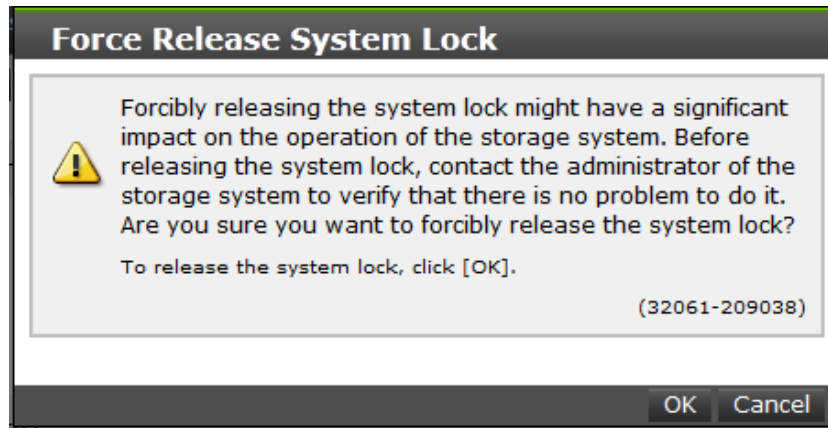 Force Release System Lock
Forcibly releasing the system lock might have a significant
impact on the operation of the storage system. Before
releasing the system lock, contact the administrator of the
storage system to verify that there is no problem to do it.
Are you sure you want to forcibly release the system lock?
To release the system lock, click [OK].
(32061-209038)
OK Cancel